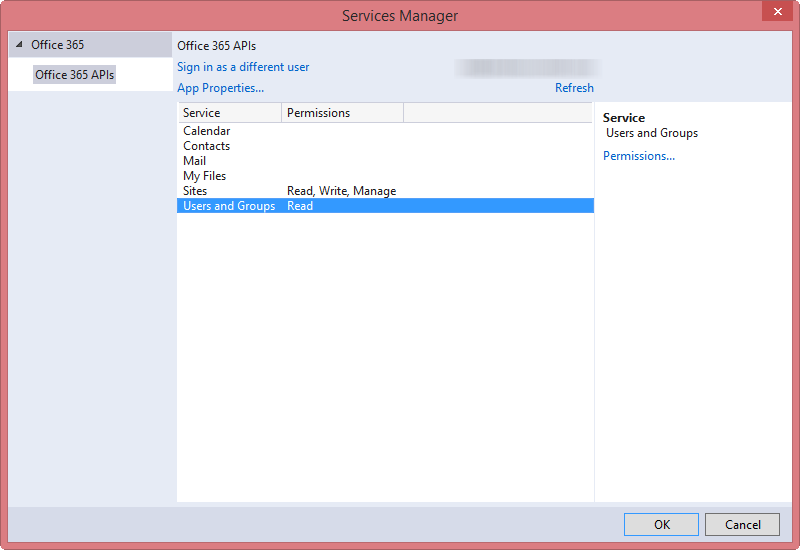 Services Manager
Office 365
Office 365 APIs
Office 365 APIs
Sign in as a different user
App Properties...
Refresh
Service Permissions
Calendar
Contacts
Mail
My Files
Sites Read, Write, Manage
Users and Groups Read
Service
Users and Groups
Permissions...
OK Cancel